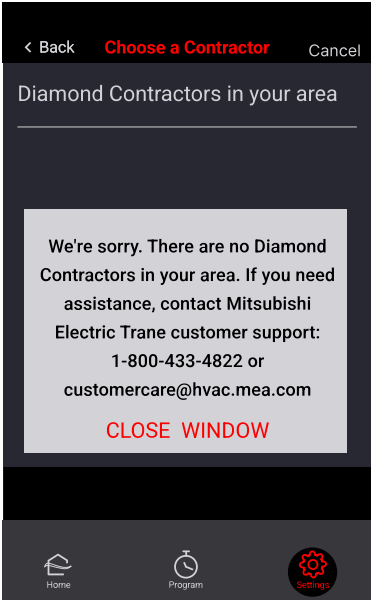 Back Choose a Contractor Cancel
Diamond Contractors in your area
We're sorry. There are no Diamond
Contractors in your area. If you need
assistance, contact Mitsubishi
Electric Trane customer support:
1-800-433-4822 or
customercare@hvac.mea.com
CLOSE WINDOW
Home Program Settings